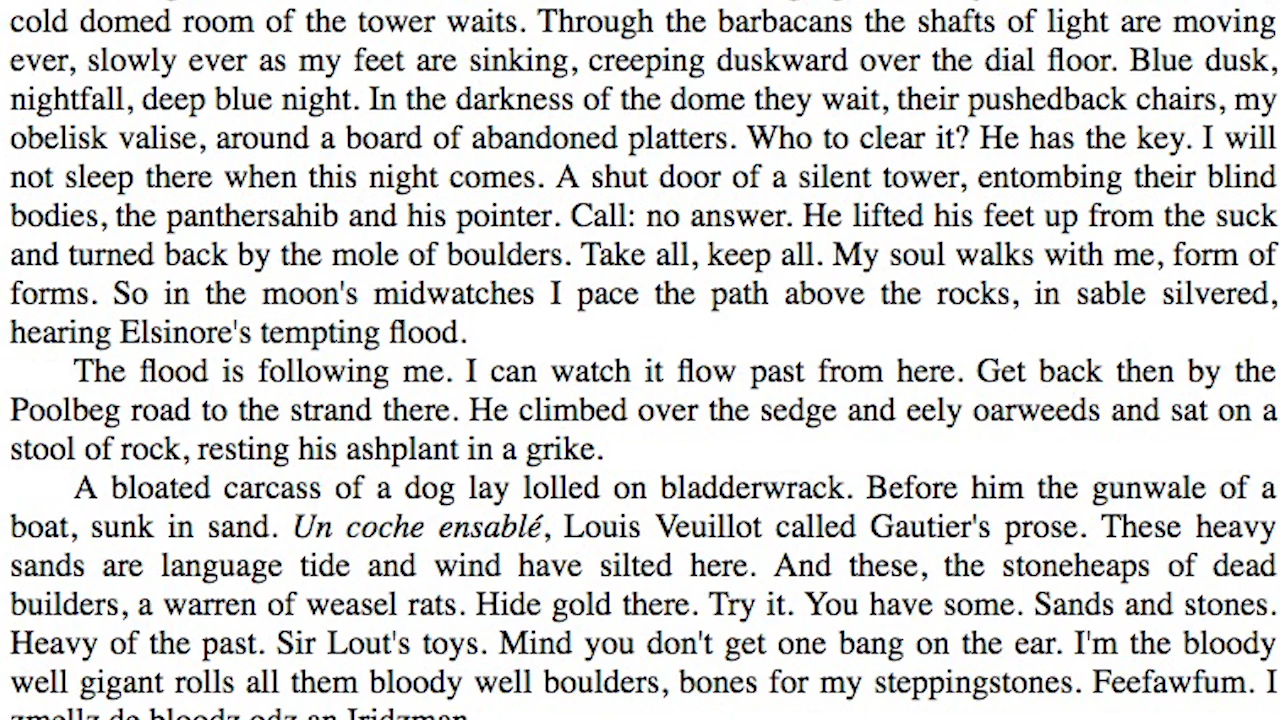 cold domed room of the tower waits. Through the barbacans the shafts of light are moving
ever, slowly ever as my feet are sinking, creeping duskward over the dial floor. Blue dusk,
nightfall, deep blue night. In the darkness of the dome they wait, their pushedback chairs, my
obelisk valise, around a board of abandoned platters. Who to clear it? He has the key. I will
not sleep there when this night comes. A shut door of a silent tower, entombing their blind
bodies, the panthersahib and his pointer. Call: no answer. He lifted his feet up from the suck
and turned back by the mole of boulders. Take all, keep all. My soul walks with me, form of
forms. So in the moon's midwatches I pace the path above the rocks, in sable silvered,
hearing Elsinore's tempting flood.
The flood is following me. I can watch it flow past from here. Get back then by the
Poolbeg road to the strand there. He climbed over the sedge and eely oarweeds and sat on a
stool of rock, resting his ashplant in a grike.
A bloated carcass of a dog lay lolled on bladderwrack. Before him the gunwale of a
boat, sunk in sand. Un coche ensablé, Louis Veuillot called Gautier's prose. These heavy
sands are language tide and wind have silted here. And these, the stoneheaps of dead
builders, a warren of weasel rats. Hide gold there. Try it. You have some. Sands and stones.
Heavy of the past. Sir Lout's toys. Mind you don't get one bang on the ear. I'm the bloody
well gigant rolls all them bloody well boulders, bones for my steppingstones. Feefawfum. I
zmellz de bloodz odz an Iridzman.